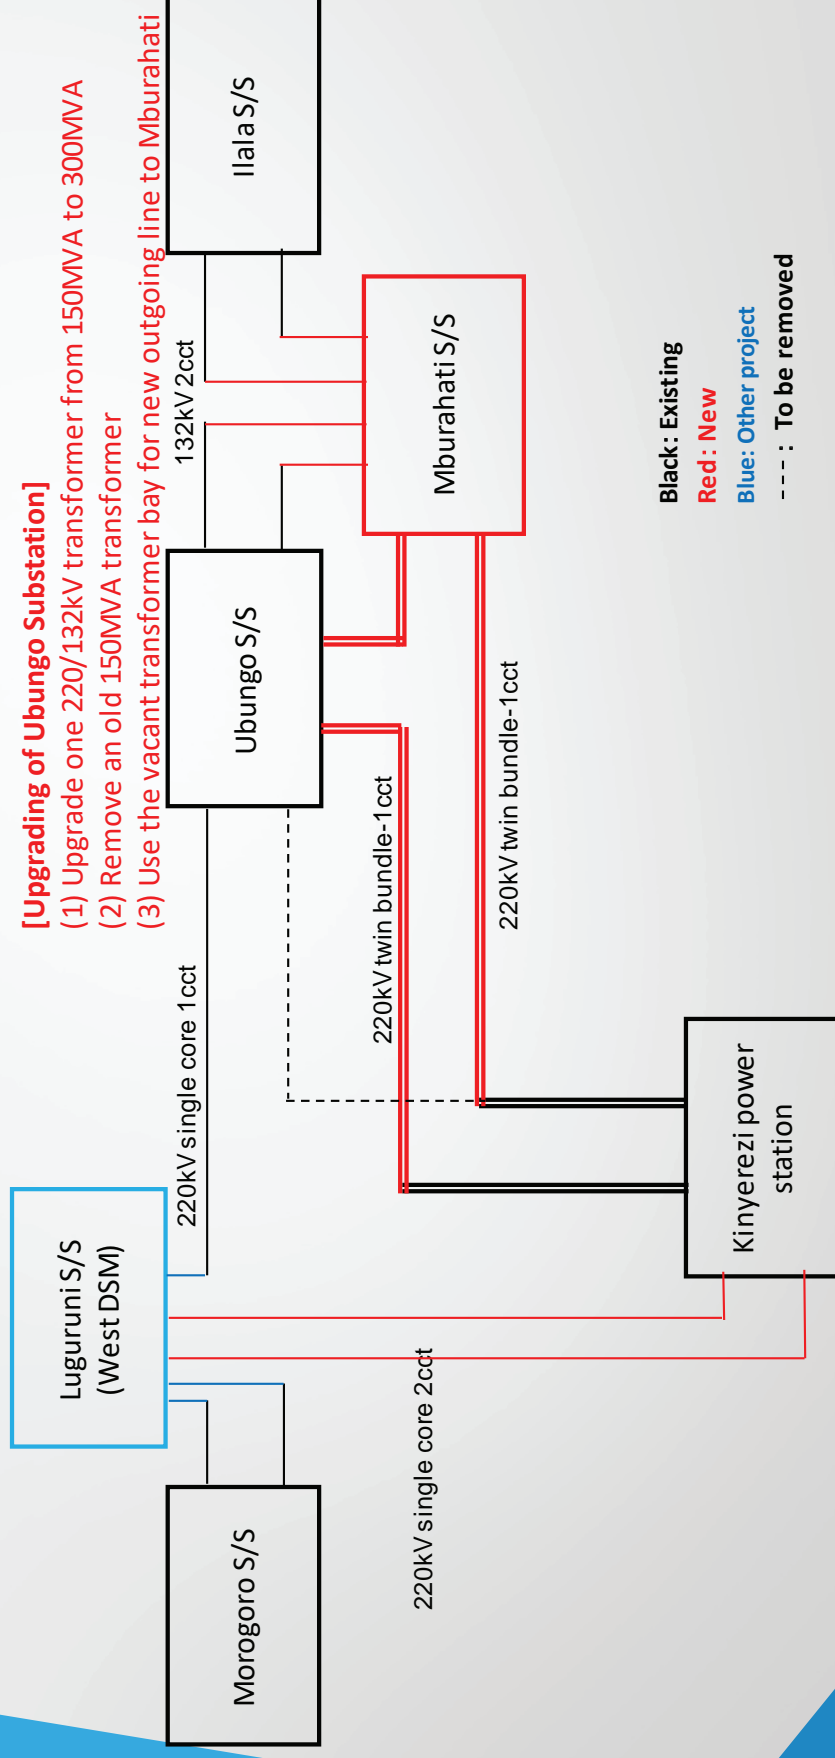 [Upgrading of Ubungo Substation]
(1) Upgrade one 220/132kV transformer from 150MVA to 300MVA
(2) Remove an old 150MVA transformer
(3) Use the vacant transformer bay for new outgoing line to Mburahati
Luguruni S/S
(West DSM)
220kV single core 1cct
132kV 2cct
Morogoro S/S
Ubungo S/S
Ilala S/S
220kV twin bundle-1cct
Mburahati S/S
220kV single core 2cct
220kV twin bundle-1cct
Kinyerezi power
station
Black: Existing
Red: New
Blue: Other project
---: To be removed